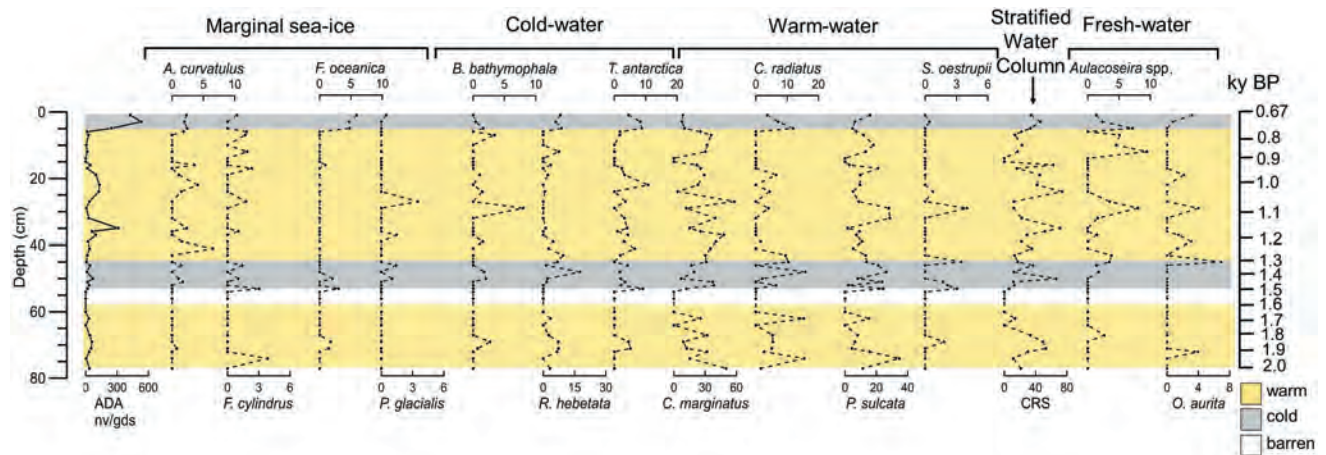 Marginal sea-ice Cold-water Warm-water Stratified Water Column Fresh-water
A. curvatulus F. oceanica B. bathymophala T. antarctica C. radiatus S. oestrupii Aulacoseira spp.
0 5 10 0 5 10 0 10 0 10 20 0 10 20 0 3 6 0 5 10 ky BP
0 0.67
0.8
0.9
20 1.0
1.1
40 1.2
1.3
1.4
1.5
60 1.6
1.7
1.9
80 2.0
Depth (cm)
0 300 600 0 3 6 0 3 6 0 15 30 0 30 60 0 20 40 0 40 80 0 4 8
ADA F. cylindrus P. glacialis R. hebetata C. marginatus P. sulcata CRS O. aurita
nv/gds
warm
cold
barren